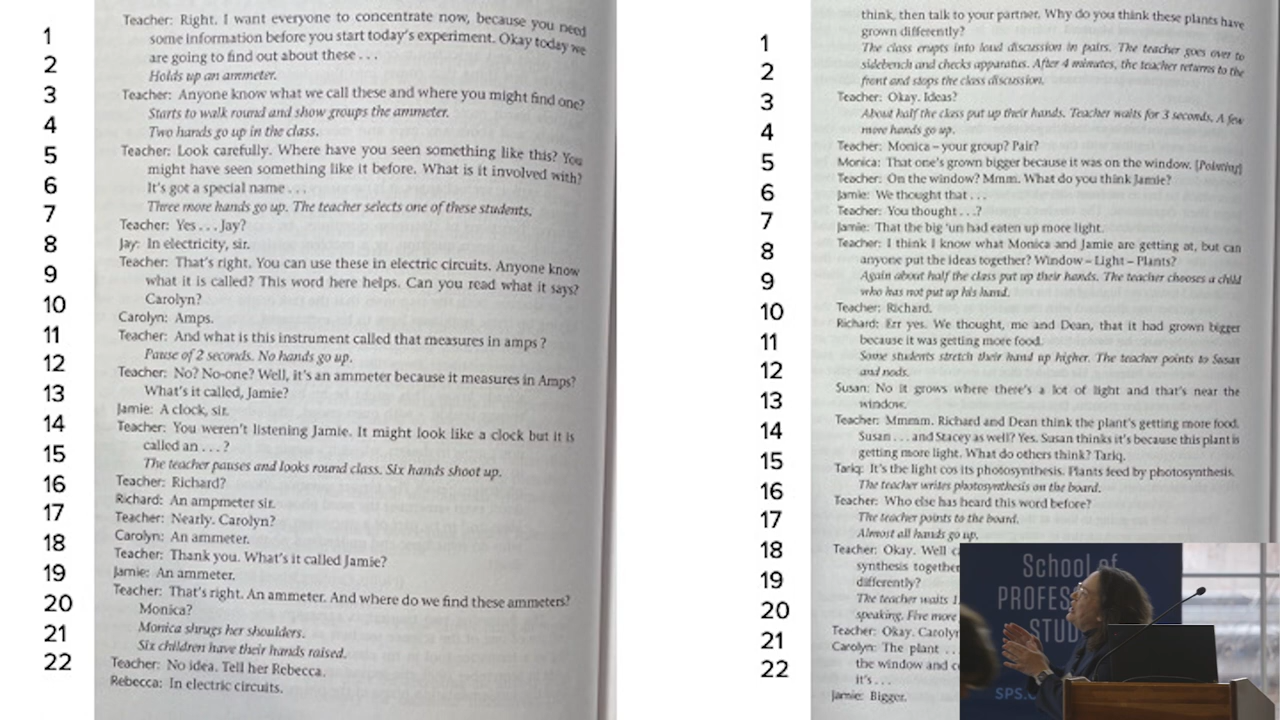 1
2
3
4
5
6
7
8
9
10
11
12
13
14
15
16
17
18
19
20
21
22
Teacher: Right. I want everyone to concentrate now, because you need
some information before you start today's experiment. Okay today we
are going to find out about these . . .
Holds up an ammeter.
Teacher: Anyone know what we call these and where you might find one?
Starts to walk round and show groups the ammeter.
Two hands go up in the class.
Teacher: Look carefully. Where have you seen something like this? You
might have seen something like it before. What is it involved with?
It's got a special name . . .
Three more hands go up. The teacher selects one of these students.
Teacher: Yes . . . Jay?
Jay: In electricity, sir.
Teacher: That's right. You can use these in electric circuits. Anyone know
what it is called? This word here helps. Can you read what it says?
Carolyn?
Carolyn: Amps.
Teacher: And what is this instrument called that measures in amps?
Pause of 2 seconds. No hands go up.
Teacher: No? No-one? Well, it's an ammeter because it measures in Amps?
What's it called, Jamie?
Jamie: A clock, sir.
Teacher: You weren't listening Jamie. It might look like a clock but it is
called an . . . ?
The teacher pauses and looks round class. Six hands shoot up.
Teacher: Richard?
Richard: An ampmeter sir.
Teacher: Nearly. Carolyn?
Carolyn: An ammeter.
Teacher: Thank you. What's it called Jamie?
Jamie: An ammeter.
Teacher: That's right. An ammeter. And where do we find these ammeters?
Monica?
Monica shrugs her shoulders.
Six children have their hands raised.
Teacher: No idea. Tell her Rebecca.
Rebecca: In electric circuits.
1
2
3
4
5
6
7
8
9
10
11
12
13
14
15
16
17
18
19
20
21
22
think, then talk to your partner. Why do you think these plants have
grown differently?
The class erupts into loud discussion in pairs. The teacher goes over to
sidebench and checks apparatus. After 4 minutes, the teacher returns to the
front and stops the class discussion.
Teacher: Okay. Ideas?
About half the class put up their hands. Teacher waits for 3 seconds. A few
more hands go up.
Teacher: Monica – your group? Pair?
Monica: That one's grown bigger because it was on the window. [Pointing]
Teacher: On the window? Mmm. What do you think Jamie?
Jamie: We thought that . . .
Teacher: You thought . . .?
Jamie: That the big 'un had eaten up more light.
Teacher: I think I know what Monica and Jamie are getting at, but can
anyone put the ideas together? Window – Light – Plants?
Again about half the class put up their hands. The teacher chooses a child
who has not put up his hand.
Teacher: Richard.
Richard: Err yes. We thought, me and Dean, that it had grown bigger
because it was getting more food.
Some students stretch their hand up higher. The teacher points to Susan
and nods.
Susan: No it grows where there's a lot of light and that's near the
window.
Teacher: Mmmm. Richard and Dean think the plant's getting more food.
Susan . . . and Stacey as well? Yes. Susan thinks it's because this plant is
getting more light. What do others think? Tariq.
Tariq: It's the light cos its photosynthesis. Plants feed by photosynthesis.
The teacher writes photosynthesis on the board.
Teacher: Who else has heard this word before?
The teacher points to the board.
Almost all hands go up.
Teacher: Okay. Well
synthesis together
differently?
The teacher waits
speaking. Five more
Teacher: Okay. Carolyn
Carolyn: The plant . . .
the window and
it's . . .
Jamie: Bigger.
School of